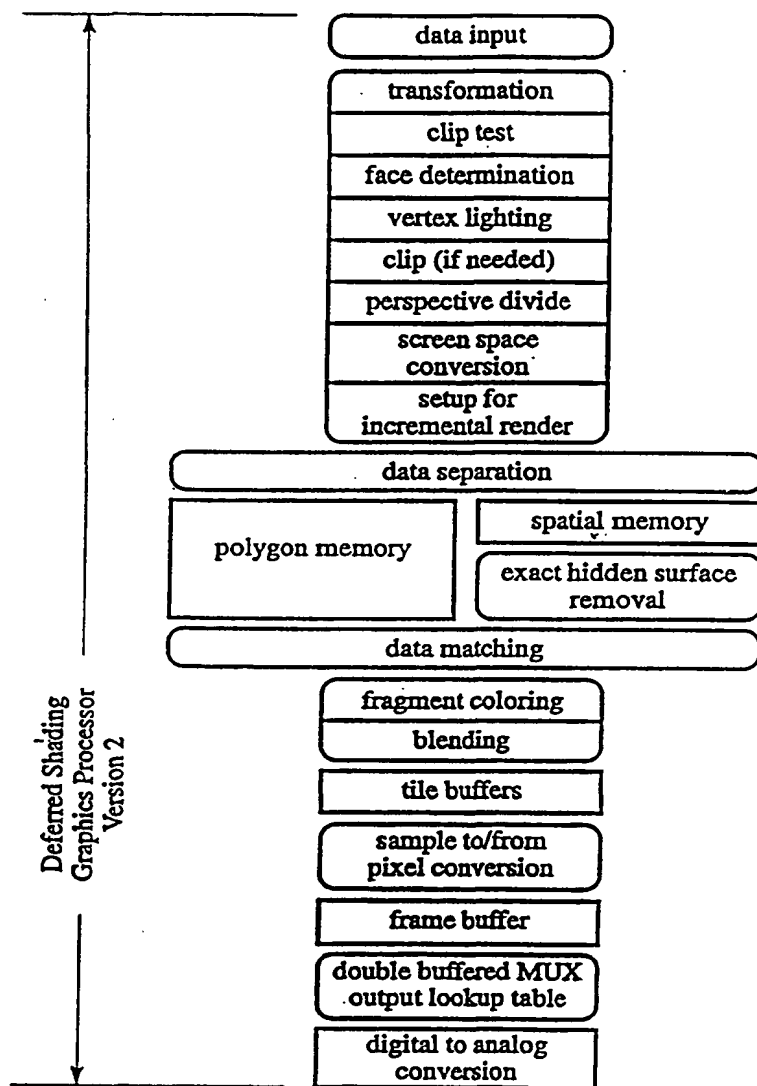 data input
transformation
clip test
face determination
vertex lighting
clip (if needed)
perspective divide
screen space
conversion
setup for
incremental render
data separation
polygon memory
spatial memory
exact hidden surface
removal
data matching
fragment coloring
blending
tile buffers
sample to/from
pixel conversion
frame buffer
double buffered MUX
output lookup table
digital to analog
conversion
Deferred Shading
Graphics Processor
Version 2